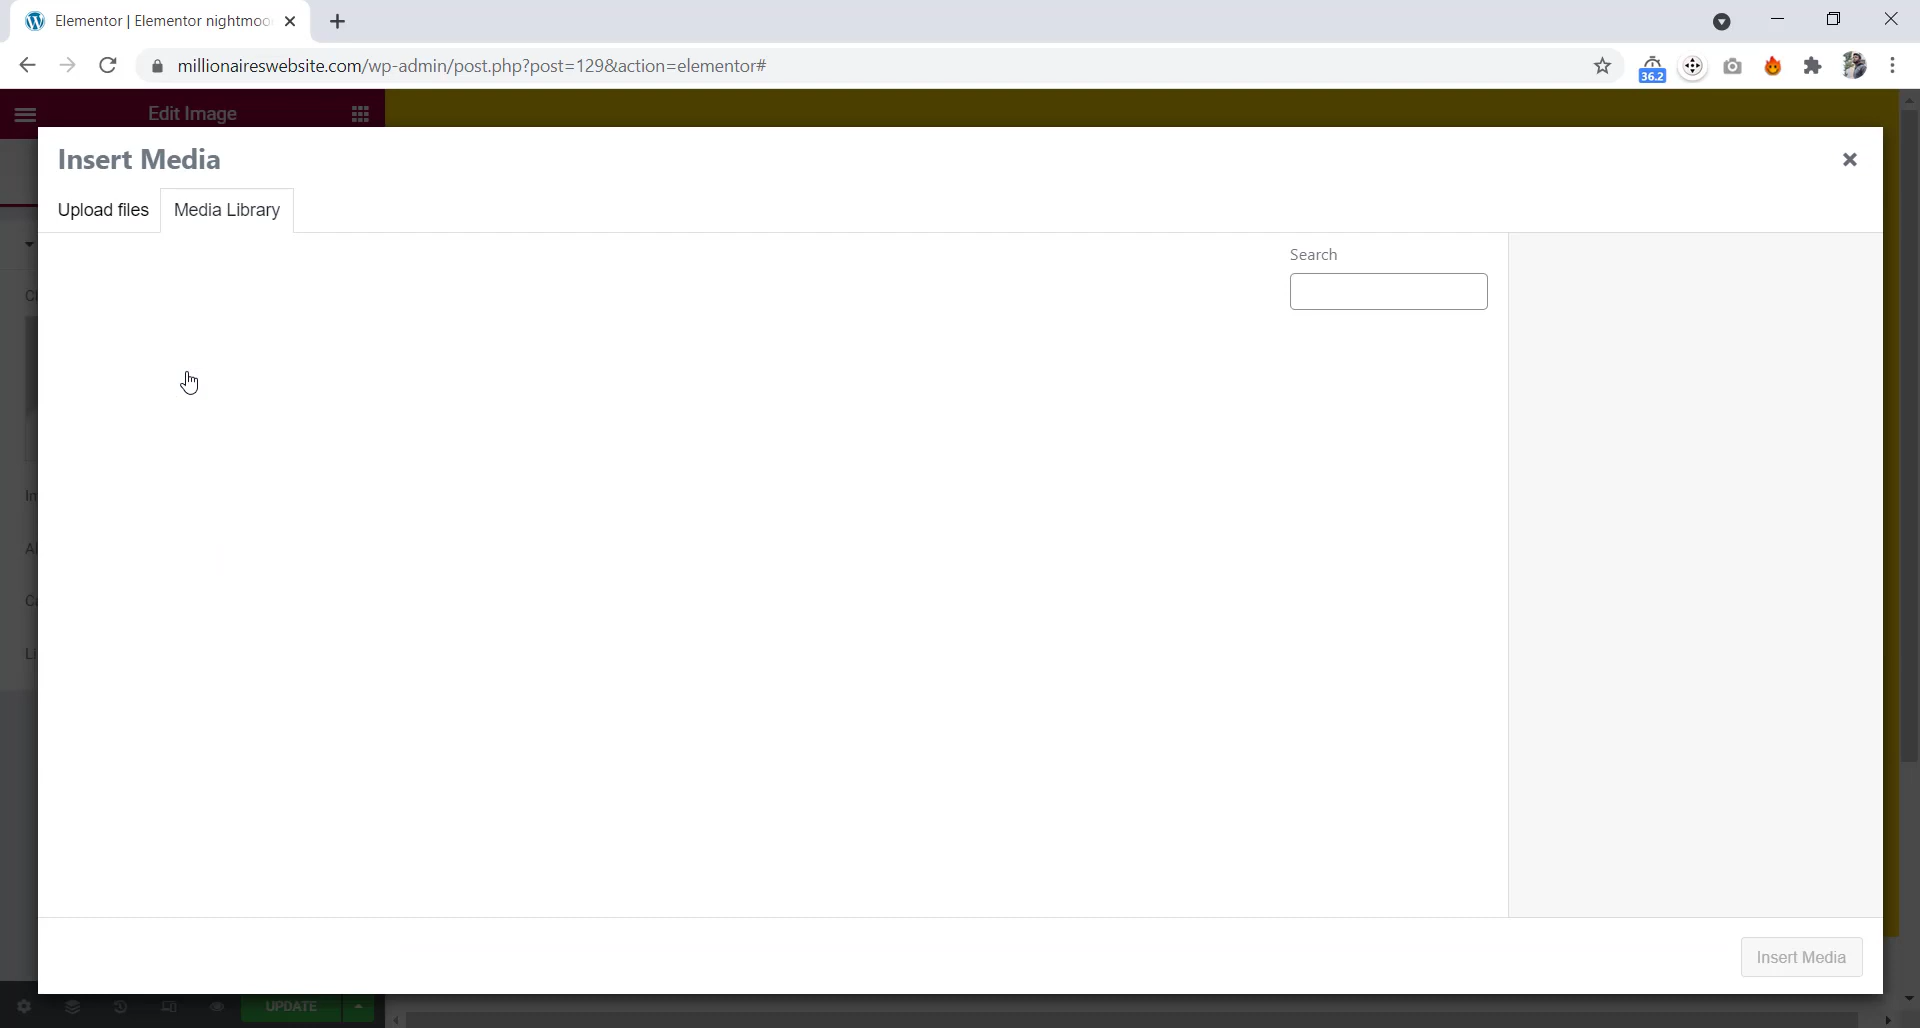 Elementor | Elementor nightmoo
millionaireswebsite.com/wp-admin/post.php?post=129&action=elementor#
36.2
Edit Image
Insert Media
Upload files
Media Library
Search
Insert Media
UPDATE